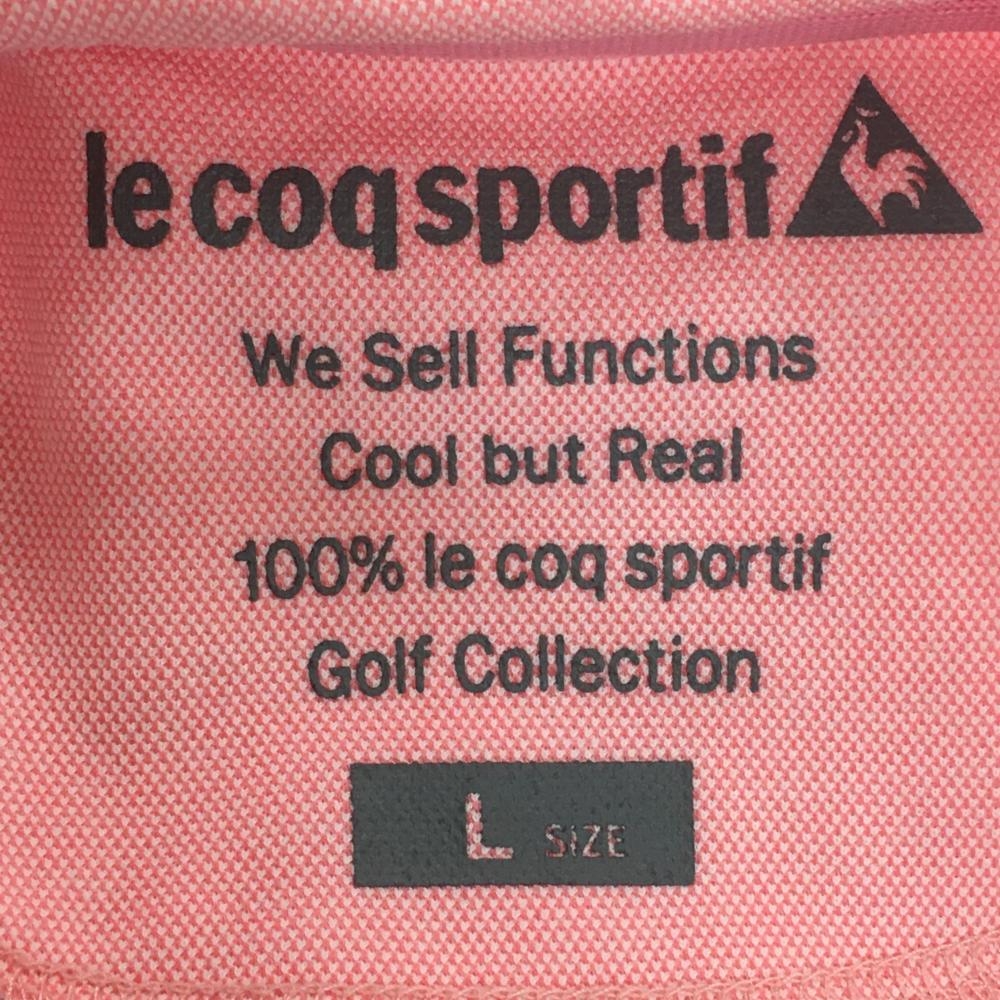 le coq sportif
We Sell Functions
Cool but Real
100% le coq sportif
Golf Collection
L SIZE